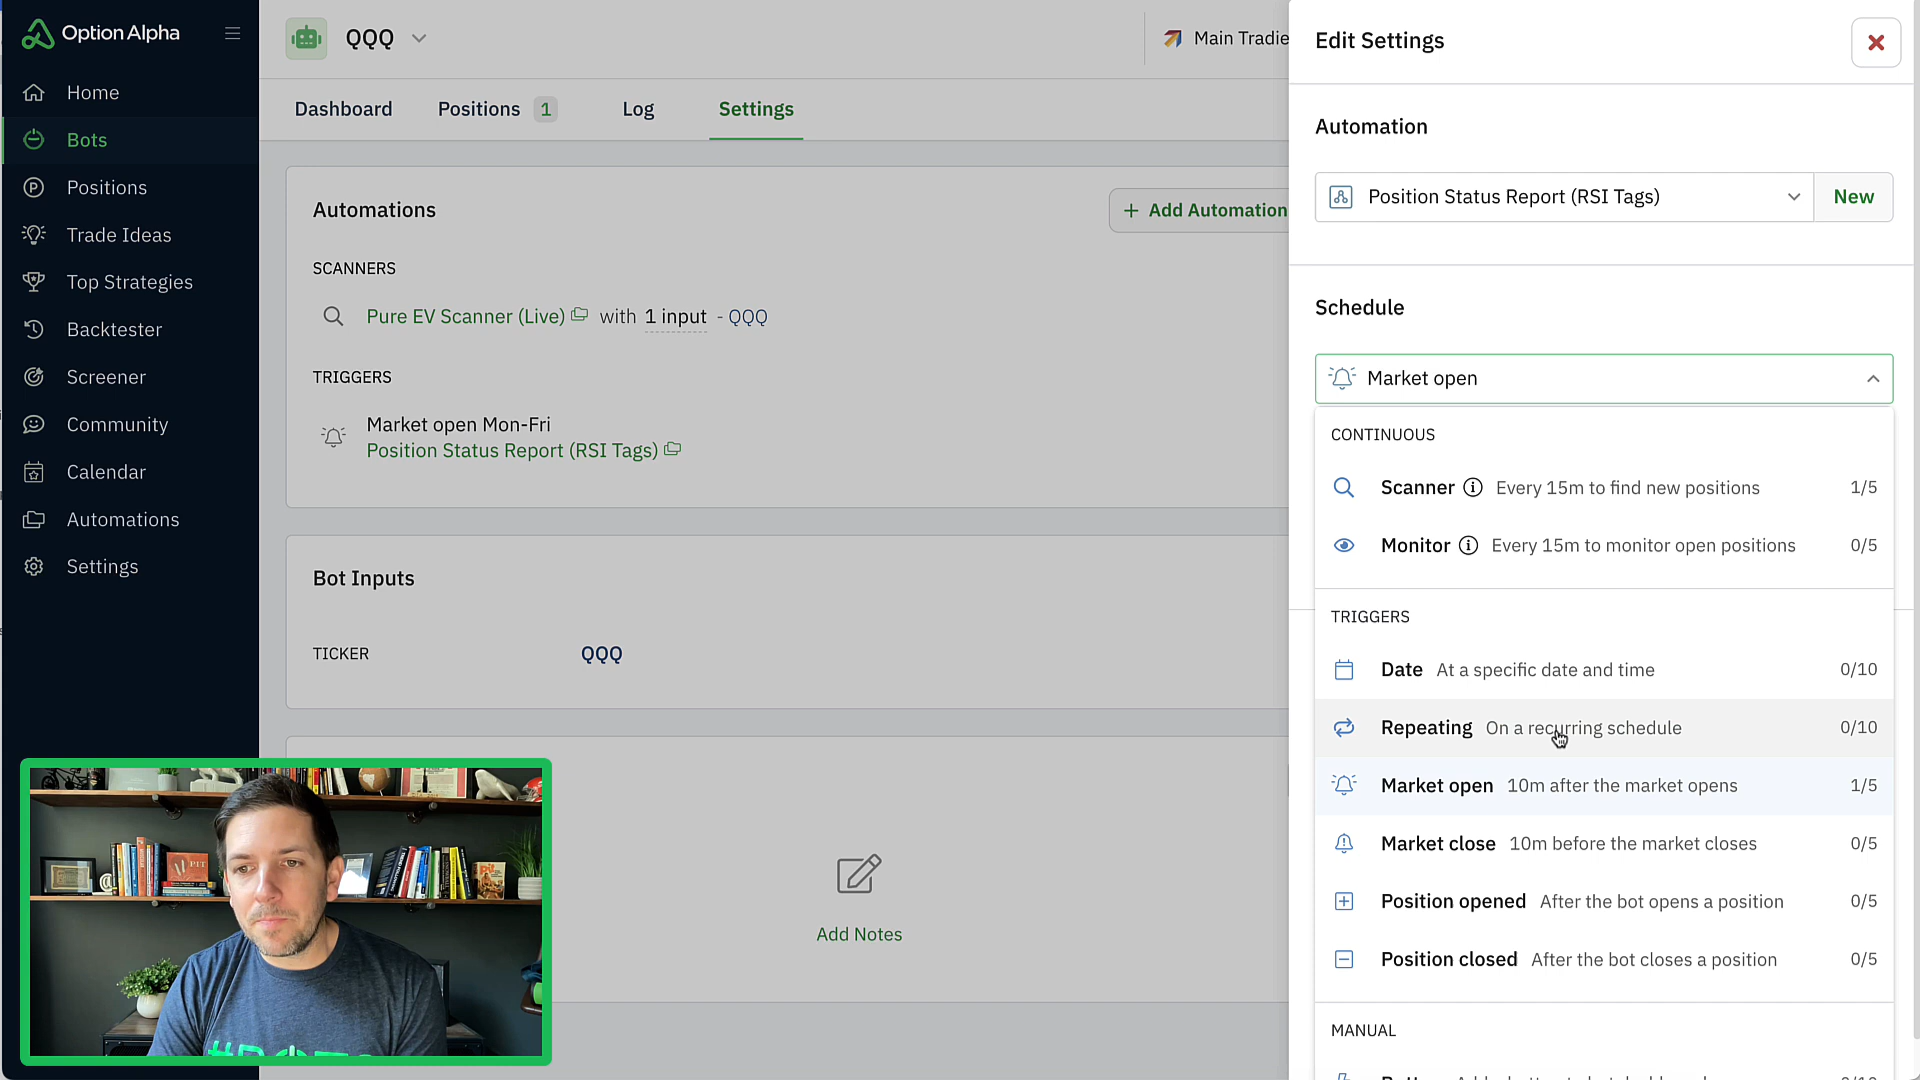 Option Alpha
Home
Bots
Positions
Trade Ideas
Top Strategies
Backtester
Screener
Community
Calendar
Automations
Settings
QQQ
Main Tradie
Dashboard
Positions 1
Log
Settings
Automations
+ Add Automation
SCANNERS
Pure EV Scanner (Live) with 1 input - QQQ
TRIGGERS
Market open Mon-Fri
Position Status Report (RSI Tags)
Bot Inputs
TICKER QQQ
Add Notes
Edit Settings
Automation
Position Status Report (RSI Tags)
New
Schedule
Market open
CONTINUOUS
Scanner Every 15m to find new positions 1/5
Monitor Every 15m to monitor open positions 0/5
TRIGGERS
Date At a specific date and time 0/10
Repeating On a recurring schedule 0/10
Market open 10m after the market opens 1/5
Market close 10m before the market closes 0/5
Position opened After the bot opens a position 0/5
Position closed After the bot closes a position 0/5
MANUAL